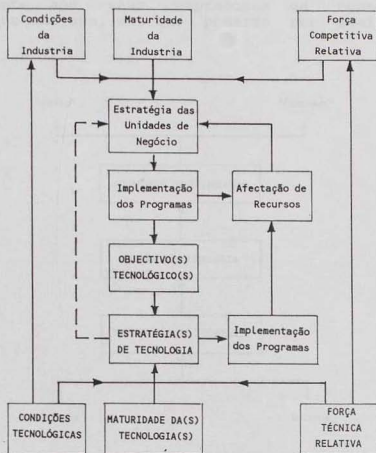 Condições
da
Industria
Maturidade
da
Industria
Força
Competitiva
Relativa
Estratégia das
Unidades de
Negócio
Implementação
dos Programas
Afectação de
Recursos
OBJECTIVO(S)
TECNOLÓGICO(S)
ESTRATÉGIA(S)
DE TECNOLOGIA
Implementação
dos Programas
CONDIÇÕES
TECNOLÓGICAS
MATURIDADE DA(S)
TECNOLOGIA(S)
FORÇA
TÉCNICA
RELATIVA